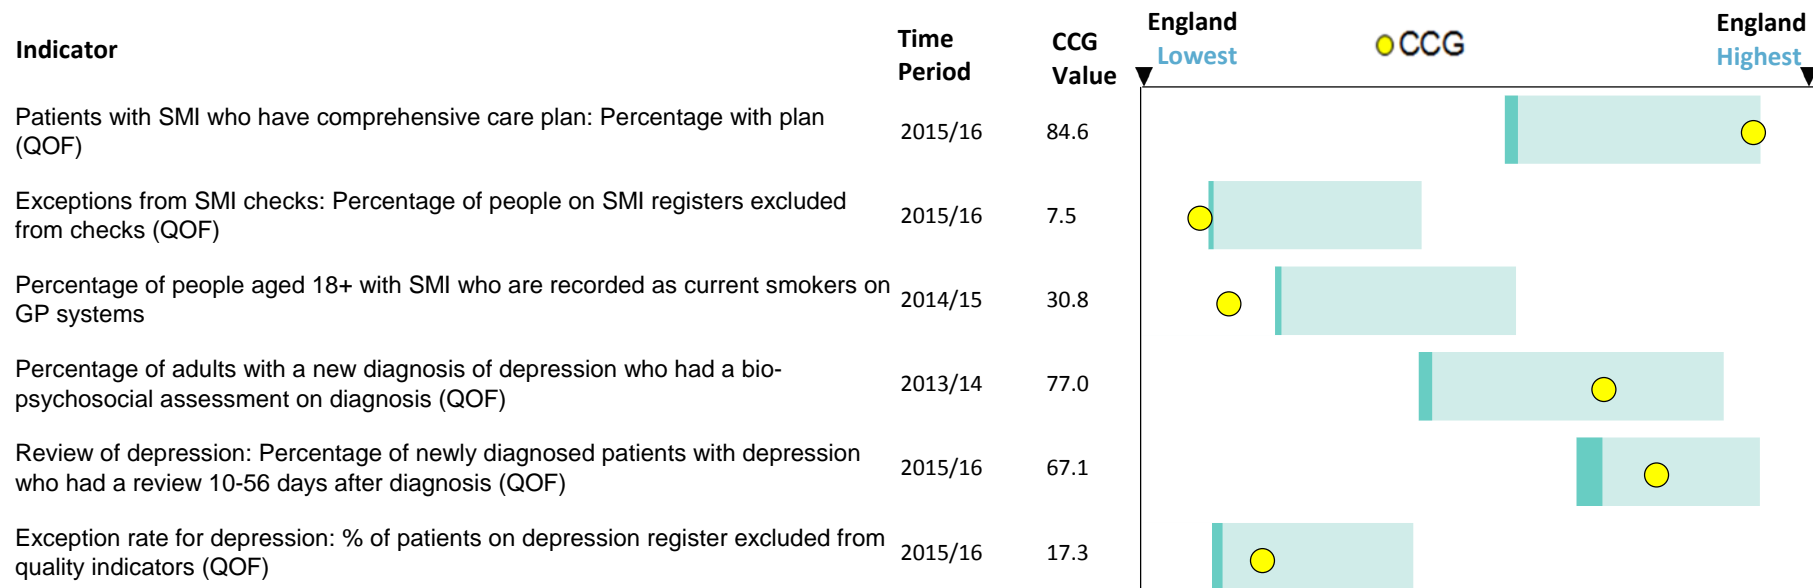 Indicator
Time
Period
CCG
Value
England
Lowest
CCG
England
Highest
Patients with SMI who have comprehensive care plan: Percentage with plan
(QOF)
2015/16
84.6
Exceptions from SMI checks: Percentage of people on SMI registers excluded
from checks (QOF)
2015/16
7.5
Percentage of people aged 18+ with SMI who are recorded as current smokers on
GP systems
2014/15
30.8
Percentage of adults with a new diagnosis of depression who had a bio-
psychosocial assessment on diagnosis (QOF)
2013/14
77.0
Review of depression: Percentage of newly diagnosed patients with depression
who had a review 10-56 days after diagnosis (QOF)
2015/16
67.1
Exception rate for depression: % of patients on depression register excluded from
quality indicators (QOF)
2015/16
17.3